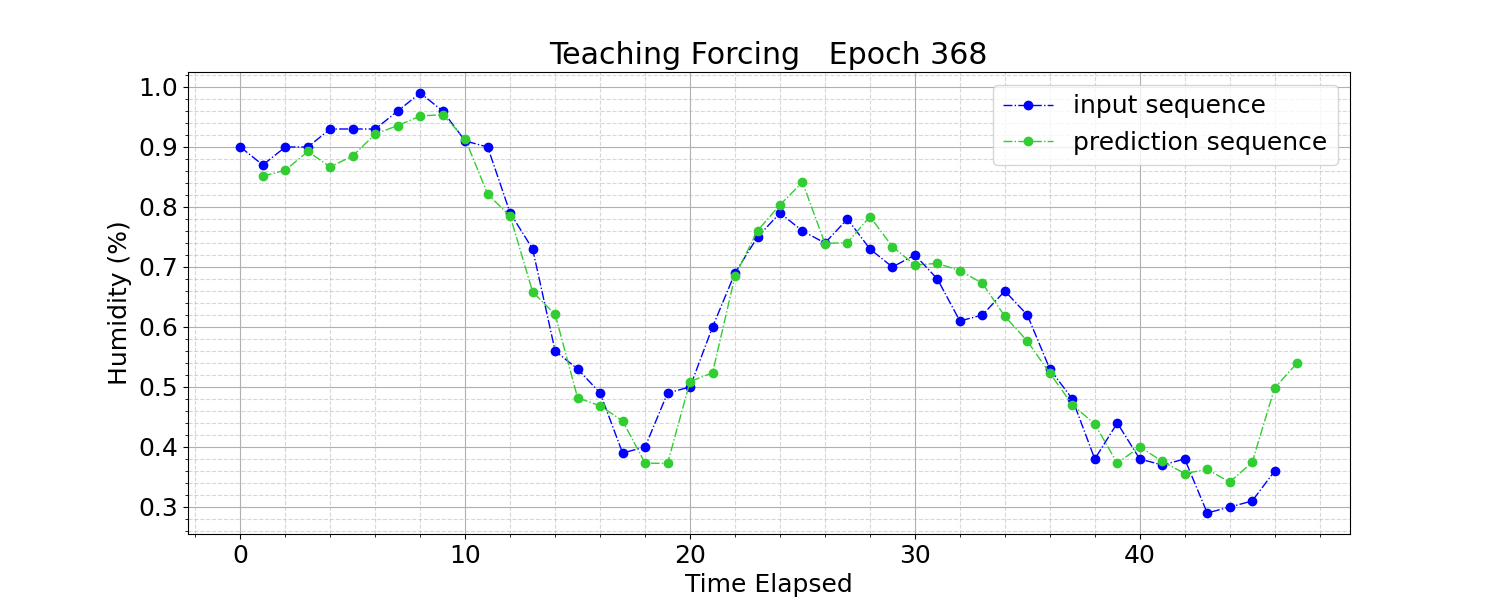 Teaching Forcing   Epoch 368
input sequence
prediction sequence
Humidity (%)
1.0
0.9
0.8
0.7
0.6
0.5
0.4
0.3
0 10 20 30 40
Time Elapsed